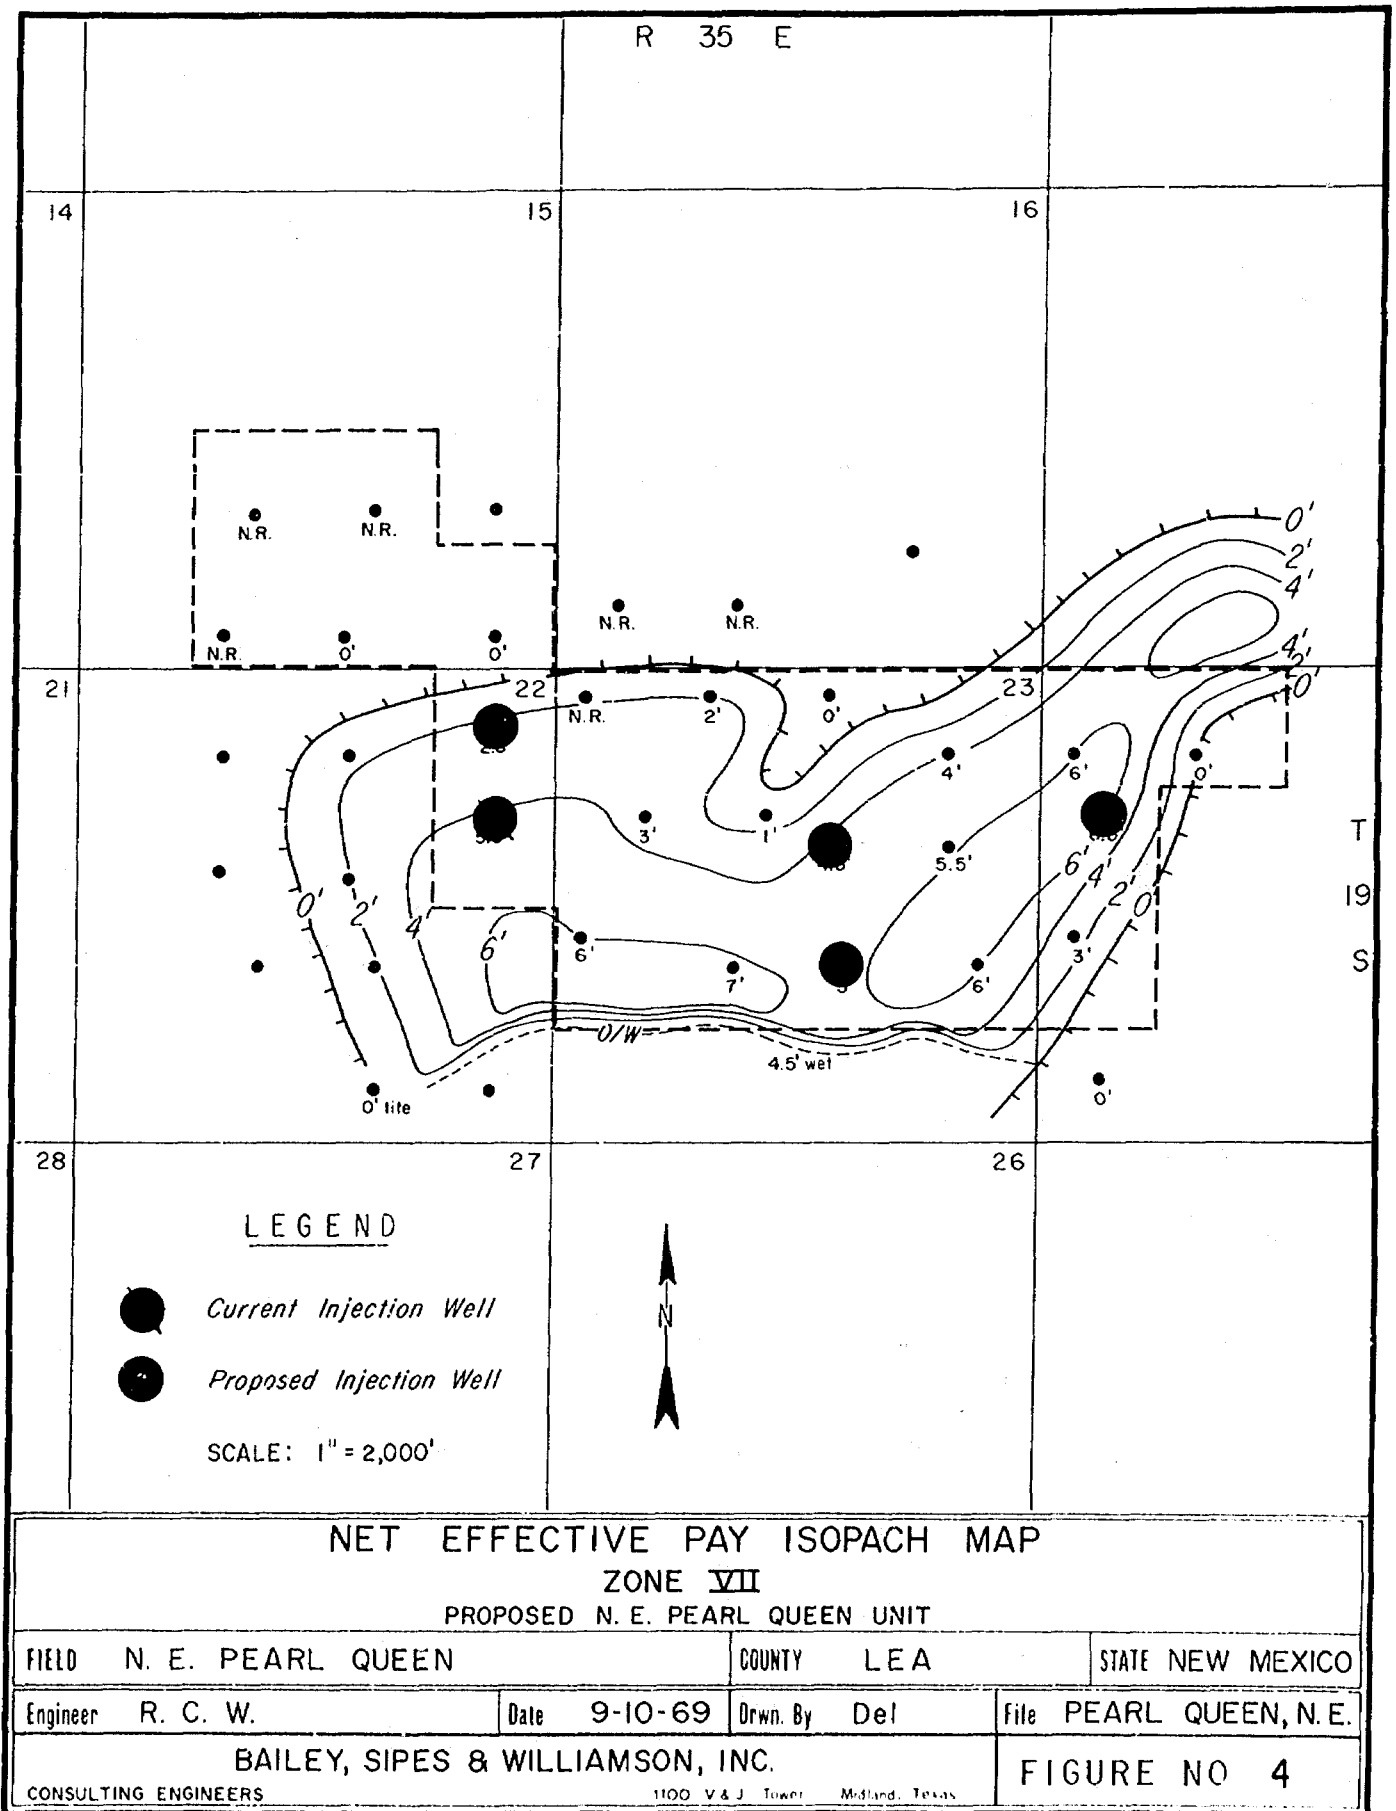 R 35 E
14
15
16
N.R.
N.R.
N.R.
N.R.
N.R.
0'
0'
0'
2'
4'
4'
2'
0'
21
22
23
N.R.
2'
0'
4'
6'
0'
3'
1'
5.5'
T
19
S
0'
2'
4
6'
6'
7'
6'
3'
6'
4'
2'
0'
O/W
4.5' wet
0' tite
0'
28
27
26
LEGEND
Current Injection Well
Proposed Injection Well
SCALE: 1" = 2,000'
N
NET EFFECTIVE PAY ISOPACH MAP
ZONE VII
PROPOSED N. E. PEARL QUEEN UNIT
FIELD N. E. PEARL QUEEN
COUNTY LEA
STATE NEW MEXICO
Engineer R. C. W.
Date 9-10-69
Drwn. By Del
File PEARL QUEEN, N. E.
BAILEY, SIPES & WILLIAMSON, INC.
CONSULTING ENGINEERS
1100 V & J Tower Midland, Texas
FIGURE NO 4